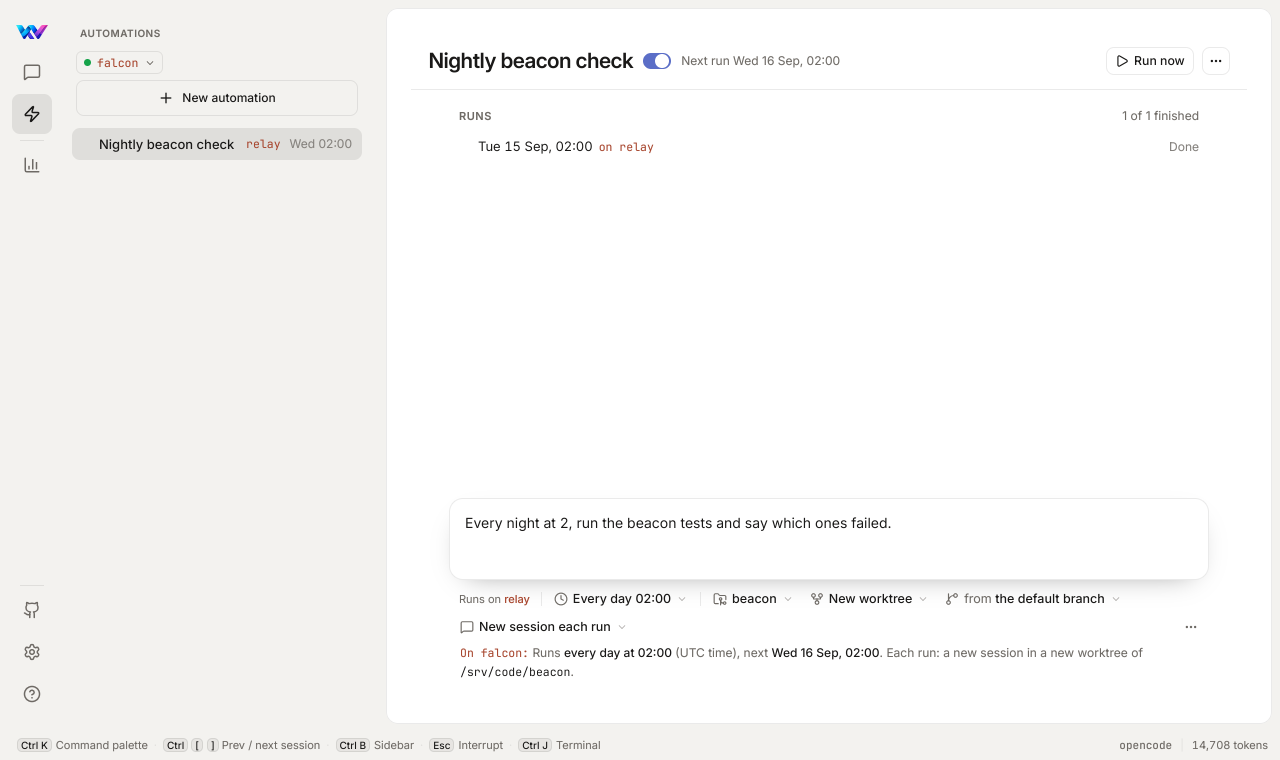 AUTOMATIONS
falcon
New automation
Nightly beacon check relay Wed 02:00
Nightly beacon check Next run Wed 16 Sep, 02:00 Run now
RUNS 1 of 1 finished
Tue 15 Sep, 02:00 on relay Done
Every night at 2, run the beacon tests and say which ones failed.
Runs on relay Every day 02:00 beacon New worktree from the default branch
New session each run
On falcon: Runs every day at 02:00 (UTC time), next Wed 16 Sep, 02:00. Each run: a new session in a new worktree of
/srv/code/beacon.
Ctrl K Command palette Ctrl [ ] Prev / next session Ctrl B Sidebar Esc Interrupt Ctrl J Terminal opencode 14,708 tokens